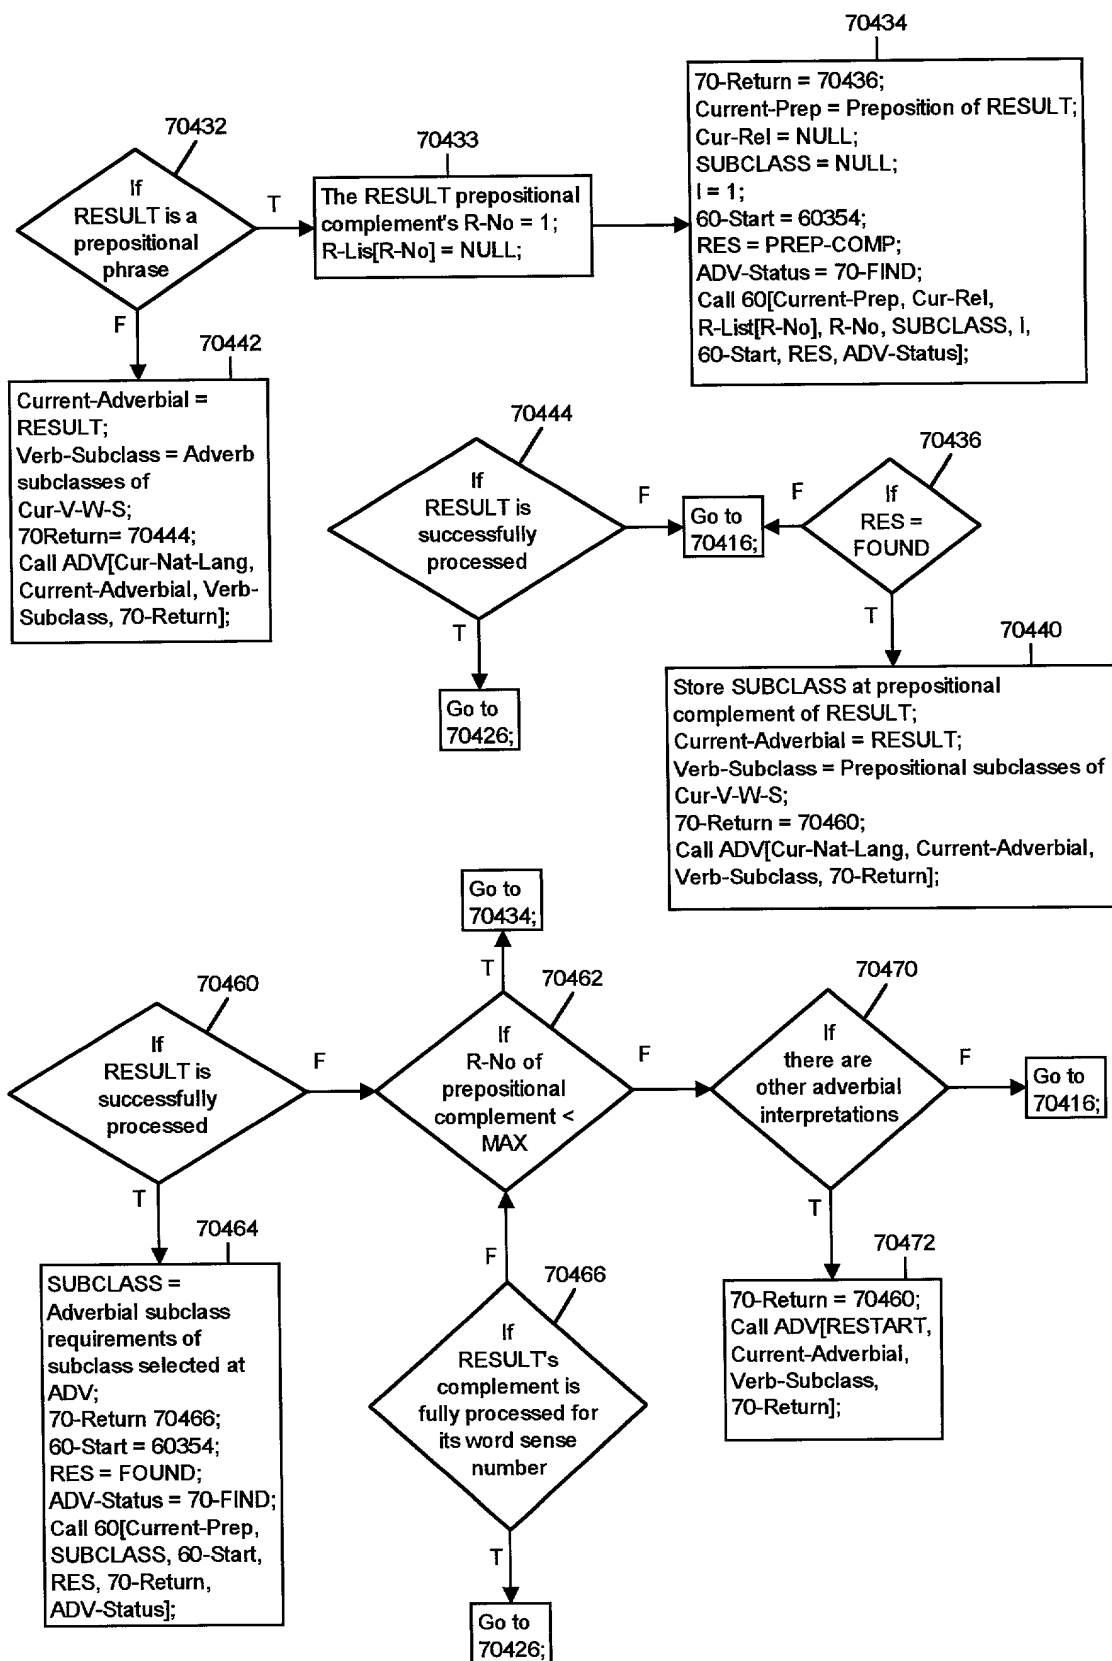 70434
70-Return = 70436;
Current-Prep = Preposition of RESULT;
Cur-Rel = NULL;
SUBCLASS = NULL;
I = 1;
60-Start = 60354;
RES = PREP-COMP;
ADV-Status = 70-FIND;
Call 60[Current-Prep, Cur-Rel,
R-List[R-No], R-No, SUBCLASS, I,
60-Start, RES, ADV-Status];
70432
If
RESULT is a
prepositional
phrase
T
F
70433
The RESULT prepositional
complement's R-No = 1;
R-Lis[R-No] = NULL;
70442
Current-Adverbial =
RESULT;
Verb-Subclass = Adverb
subclasses of
Cur-V-W-S;
70Return= 70444;
Call ADV[Cur-Nat-Lang,
Current-Adverbial, Verb-
Subclass, 70-Return];
70444
If
RESULT is
successfully
processed
F
T
Go to
70416;
70436
If
RES =
FOUND
F
T
Go to
70426;
70440
Store SUBCLASS at prepositional
complement of RESULT;
Current-Adverbial = RESULT;
Verb-Subclass = Prepositional subclasses of
Cur-V-W-S;
70-Return = 70460;
Call ADV[Cur-Nat-Lang, Current-Adverbial,
Verb-Subclass, 70-Return];
Go to
70434;
70460
If
RESULT is
successfully
processed
F
T
70462
T
If
R-No of
prepositional
complement <
MAX
F
70470
If
there are
other adverbial
interpretations
F
T
Go to
70416;
70464
SUBCLASS =
Adverbial subclass
requirements of
subclass selected at
ADV;
70-Return 70466;
60-Start = 60354;
RES = FOUND;
ADV-Status = 70-FIND;
Call 60[Current-Prep,
SUBCLASS, 60-Start,
RES, 70-Return,
ADV-Status];
70466
F
If
RESULT's
complement is
fully processed for
its word sense
number
T
Go to
70426;
70472
70-Return = 70460;
Call ADV[RESTART,
Current-Adverbial,
Verb-Subclass,
70-Return];